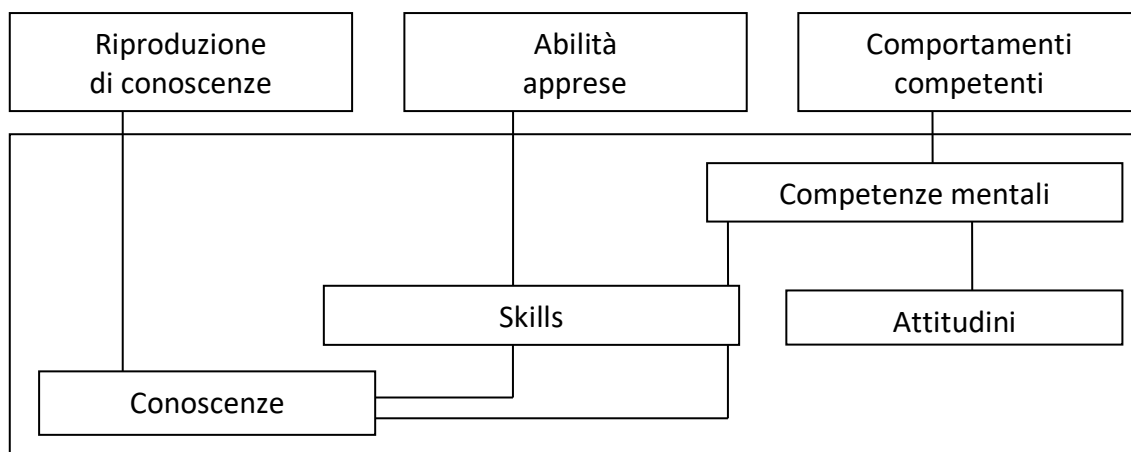 Riproduzione
di conoscenze
Abilità
apprese
Comportamenti
competenti
Competenze mentali
Skills
Attitudini
Conoscenze